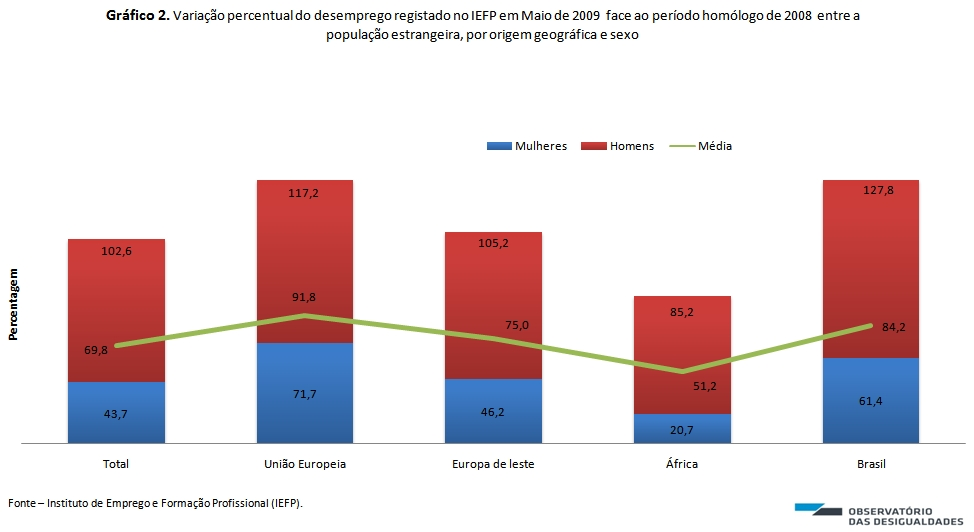 Gráfico 2. Variação percentual do desemprego registado no IEFP em Maio de 2009 face ao período homólogo de 2008 entre a
população estrangeira, por origem geográfica e sexo
Mulheres Homens Média
Percentagem
102,6 117,2 105,2 85,2 127,8
69,8 91,8 75,0 51,2 84,2
43,7 71,7 46,2 20,7 61,4
Total União Europeia Europa de leste África Brasil
Fonte – Instituto de Emprego e Formação Profissional (IEFP).
OBSERVATÓRIO
DAS DESIGUALDADES